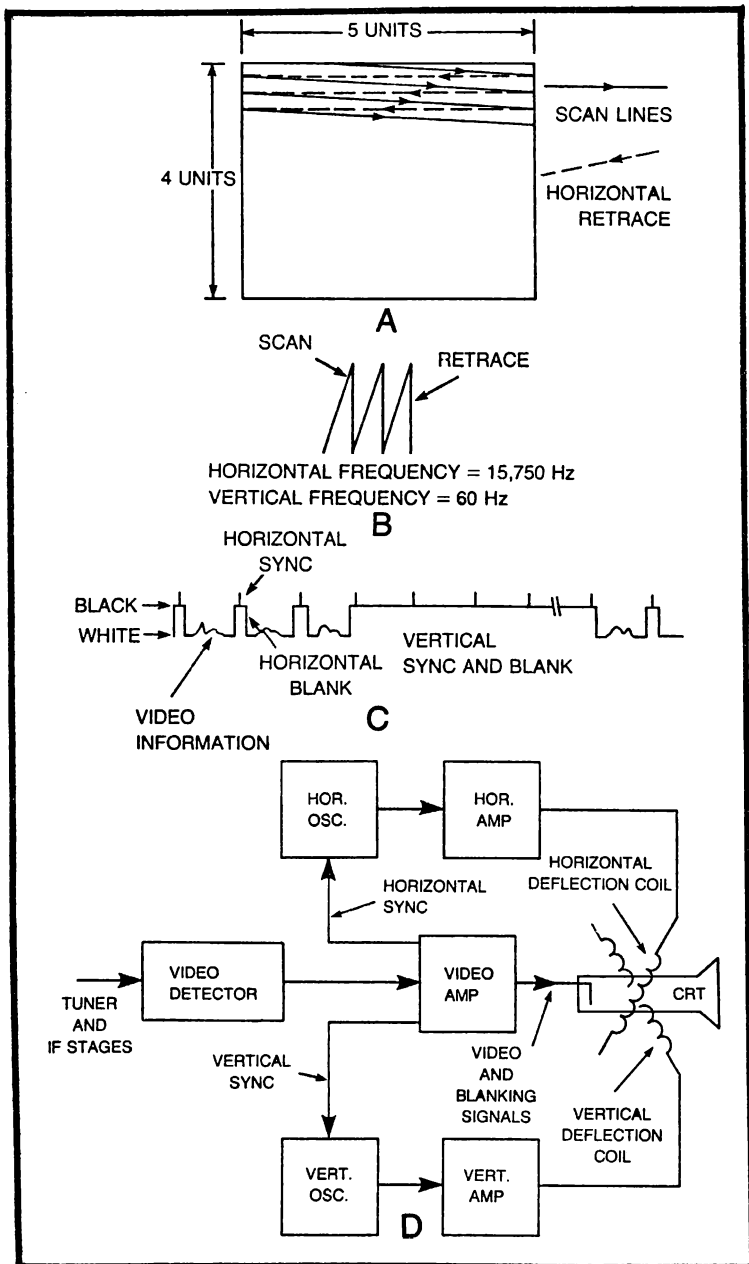 5 UNITS
4 UNITS
SCAN LINES
HORIZONTAL
RETRACE
A
SCAN
RETRACE
HORIZONTAL FREQUENCY = 15,750 Hz
VERTICAL FREQUENCY = 60 Hz
B
HORIZONTAL
SYNC
BLACK
WHITE
HORIZONTAL
BLANK
VERTICAL
SYNC AND BLANK
VIDEO
INFORMATION
C
HOR.
OSC.
HOR.
AMP
HORIZONTAL
DEFLECTION COIL
HORIZONTAL
SYNC
VIDEO
DETECTOR
VIDEO
AMP
CRT
TUNER
AND
IF STAGES
VERTICAL
SYNC
VIDEO
AND
BLANKING
SIGNALS
VERTICAL
DEFLECTION
COIL
VERT.
OSC.
VERT.
AMP
D